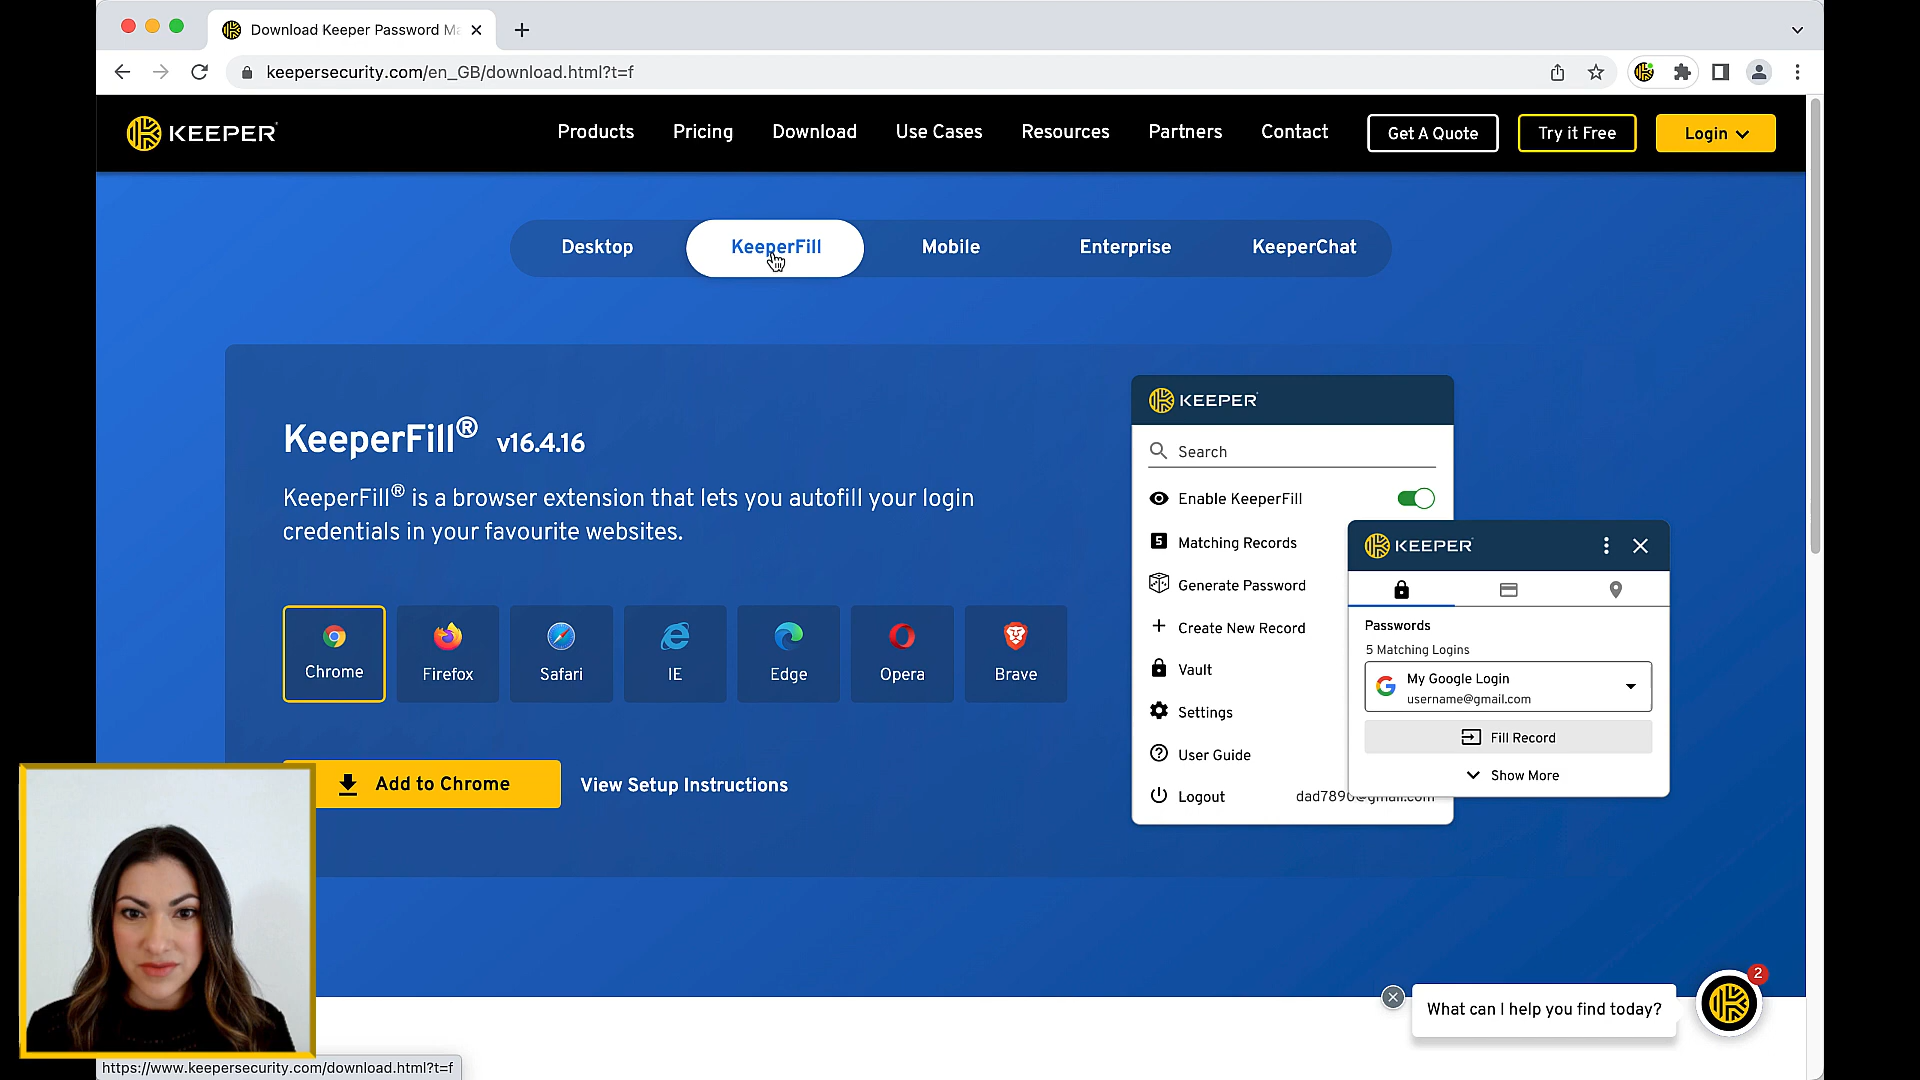 Download Keeper Password Ma
keepersecurity.com/en_GB/download.html?t=f
KEEPER
Products
Pricing
Download
Use Cases
Resources
Partners
Contact
Get A Quote
Try it Free
Login
Desktop
KeeperFill
Mobile
Enterprise
KeeperChat
KeeperFill® v16.4.16
KeeperFill® is a browser extension that lets you autofill your login
credentials in your favourite websites.
Chrome
Firefox
Safari
IE
Edge
Opera
Brave
Add to Chrome
View Setup Instructions
KEEPER
Search
Enable KeeperFill
5 Matching Records
Generate Password
Create New Record
Vault
Settings
User Guide
Logout
KEEPER
Passwords
5 Matching Logins
My Google Login
username@gmail.com
Fill Record
Show More
What can I help you find today?
2
https://www.keepersecurity.com/download.html?t=f